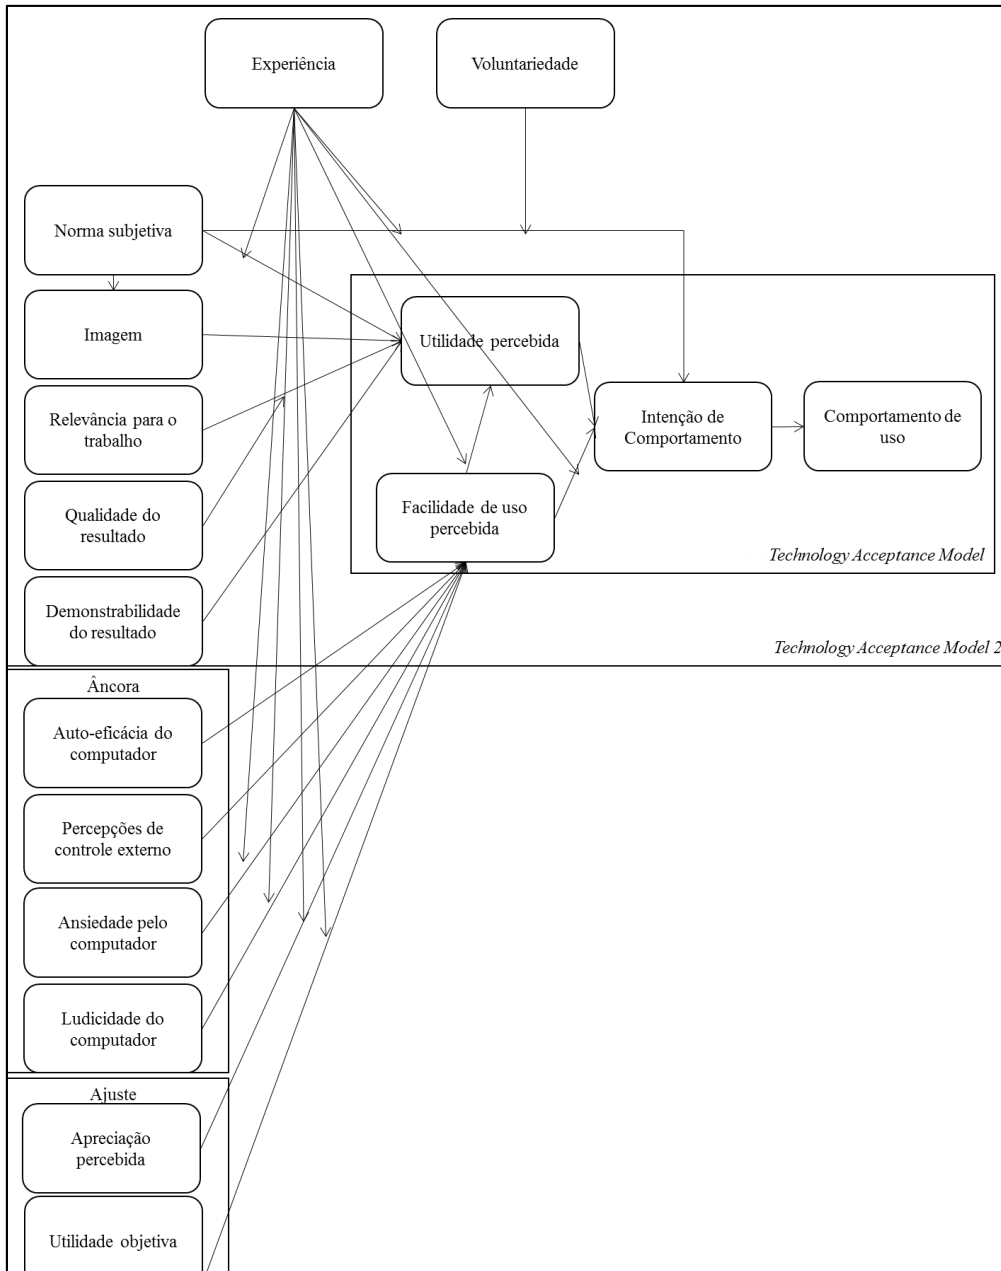 Experiência
Voluntariedade
Norma subjetiva
Imagem
Utilidade percebida
Relevância para o
trabalho
Intenção de
Comportamento
Comportamento de
uso
Qualidade do
resultado
Facilidade de uso
percebida
Technology Acceptance Model
Demonstrabilidade
do resultado
Technology Acceptance Model 2
Âncora
Auto-eficácia do
computador
Percepções de
controle externo
Ansiedade pelo
computador
Ludicidade do
computador
Ajuste
Apreciação
percebida
Utilidade objetiva